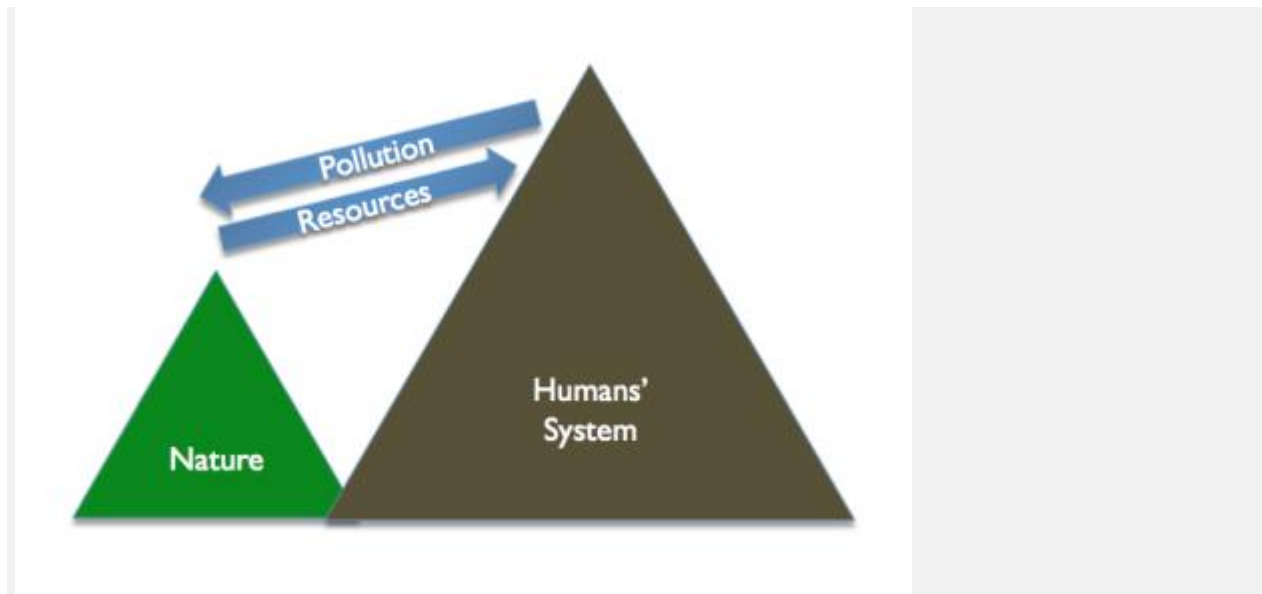 Pollution
Resources
Humans’
System
Nature